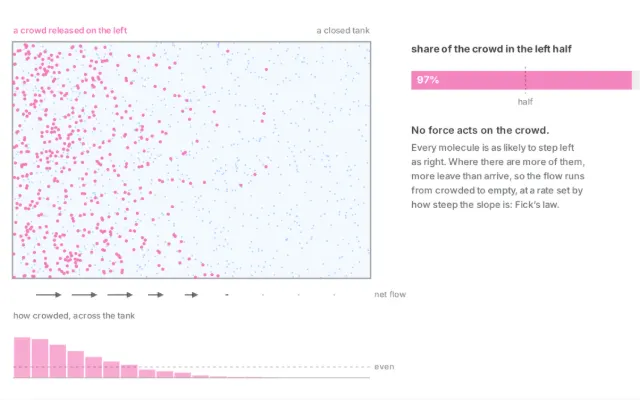 a crowd released on the left
a closed tank
share of the crowd in the left half
97%
half
No force acts on the crowd.
Every molecule is as likely to step left
as right. Where there are more of them,
more leave than arrive, so the flow runs
from crowded to empty, at a rate set by
how steep the slope is: Fick's law.
net flow
how crowded, across the tank
even